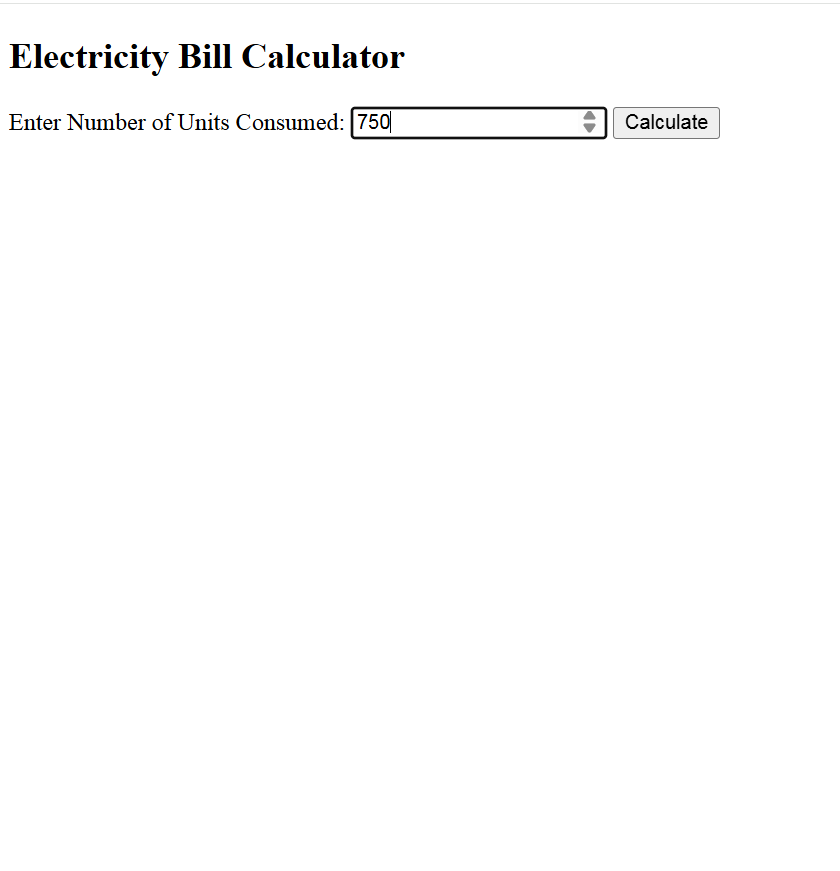 Electricity Bill Calculator
Enter Number of Units Consumed: 750 Calculate